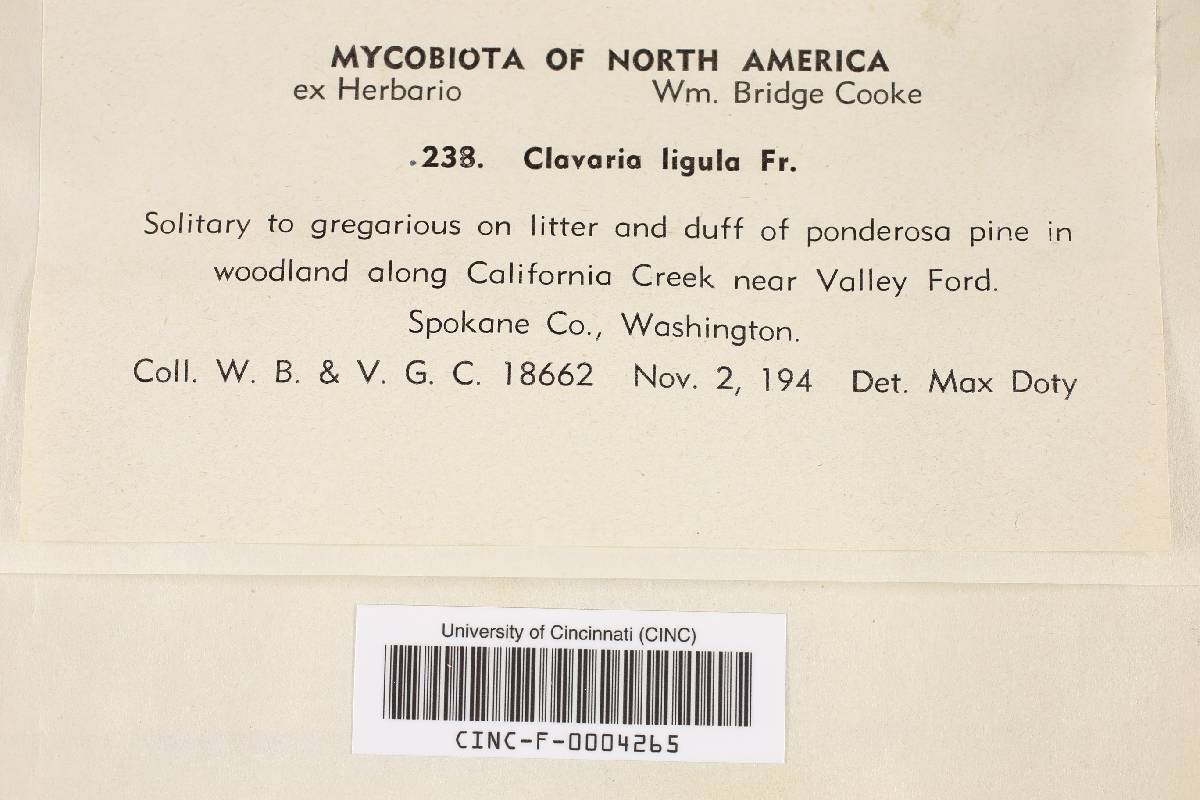 MYCOBIOTA OF NORTH AMERICA
ex Herbario Wm. Bridge Cooke
.238. Clavaria ligula Fr.
Solitary to gregarious on litter and duff of ponderosa pine in
woodland along California Creek near Valley Ford.
Spokane Co., Washington.
Coll. W. B. & V. G. C. 18662 Nov. 2, 194 Det. Max Doty
University of Cincinnati (CINC)
CINC-F-0004265